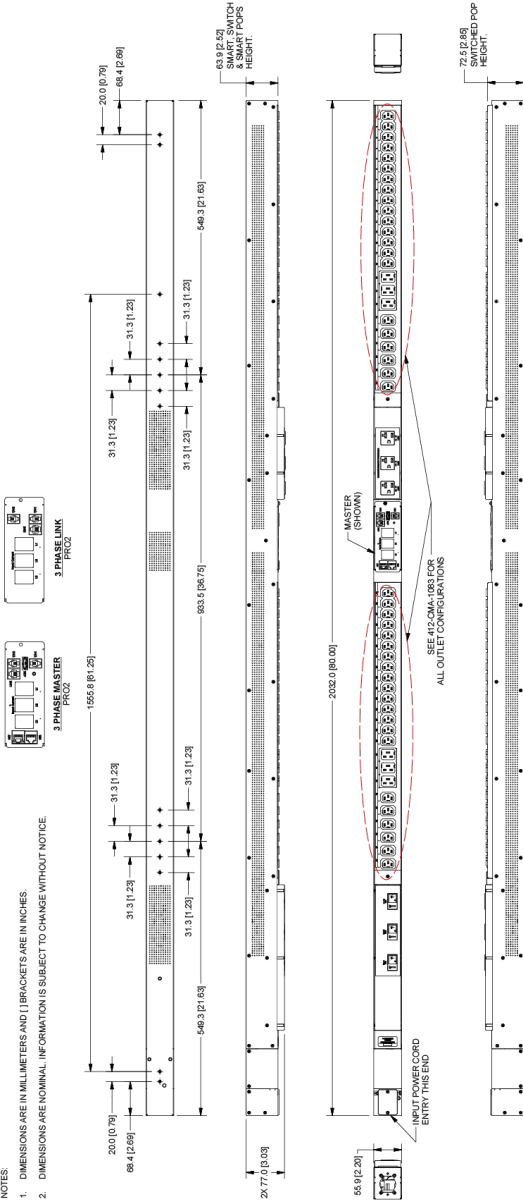 NOTES:
1. DIMENSIONS ARE IN MILLIMETERS AND [ ] BRACKETS ARE IN INCHES.
2. DIMENSIONS ARE NOMINAL. INFORMATION IS SUBJECT TO CHANGE WITHOUT NOTICE.
3 PHASE MASTER
PRO2
3 PHASE LINK
PRO2
20.0 [0.79]
68.4 [2.69]
1555.8 [61.25]
31.3 [1.23]
31.3 [1.23]
31.3 [1.23]
31.3 [1.23]
20.0 [0.79]
68.4 [2.69]
31.3 [1.23]
31.3 [1.23]
31.3 [1.23]
31.3 [1.23]
549.3 [21.63]
933.5 [36.75]
549.3 [21.63]
2X 77.0 [3.03]
63.9 [2.52]
SMART, SWITCH
& SMART POPS
HEIGHT.
2032.0 [80.00]
MASTER
(SHOWN)
55.9 [2.20]
INPUT POWER CORD
ENTRY THIS END
SEE 412-CMA-1083 FOR
ALL OUTLET CONFIGURATIONS
72.5 [2.86]
SWITCHED POP
HEIGHT.